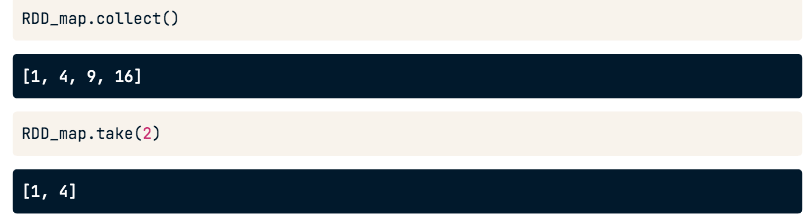 RDD_map.collect()
[1, 4, 9, 16]
RDD_map.take(2)
[1, 4]